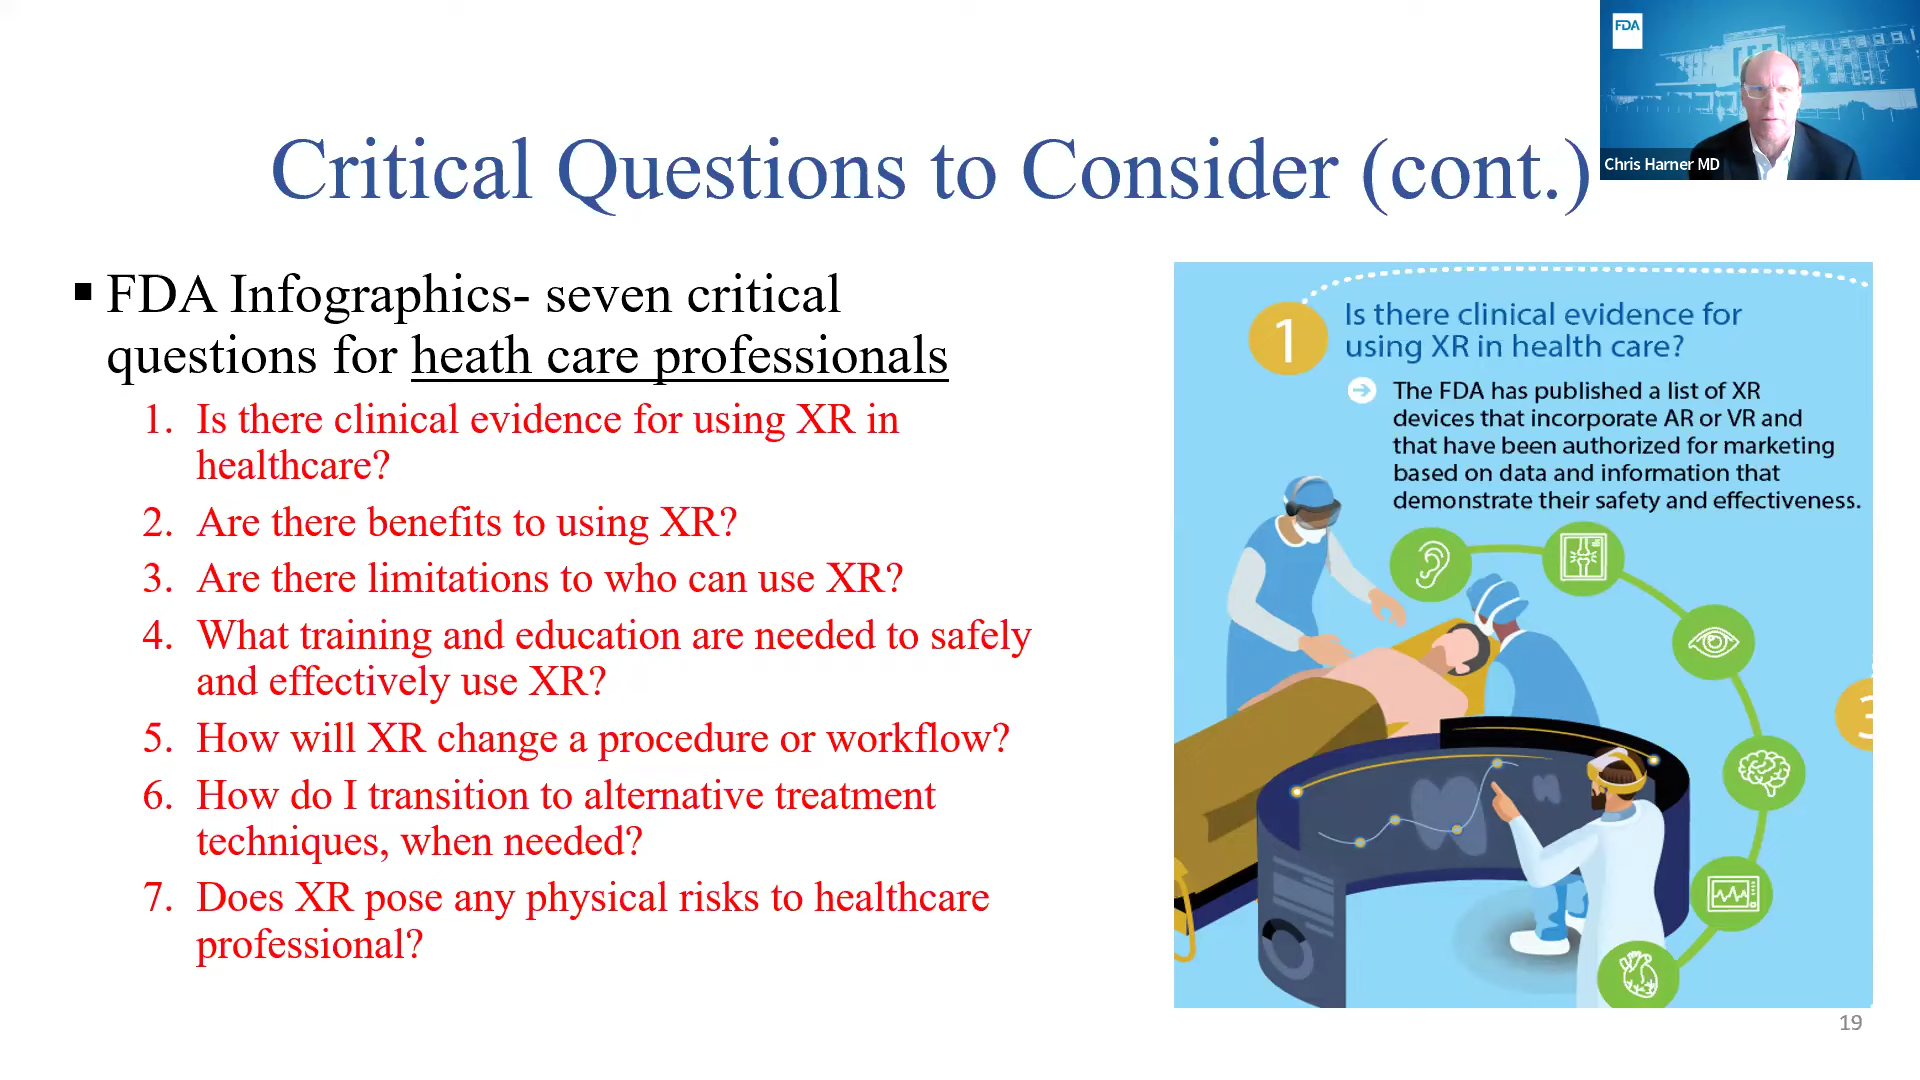 FDA
Chris Harner MD
Critical Questions to Consider (cont.)
▪ FDA Infographics- seven critical
questions for heath care professionals
1. Is there clinical evidence for using XR in
healthcare?
2. Are there benefits to using XR?
3. Are there limitations to who can use XR?
4. What training and education are needed to safely
and effectively use XR?
5. How will XR change a procedure or workflow?
6. How do I transition to alternative treatment
techniques, when needed?
7. Does XR pose any physical risks to healthcare
professional?
1
Is there clinical evidence for
using XR in health care?
The FDA has published a list of XR
devices that incorporate AR or VR and
that have been authorized for marketing
based on data and information that
demonstrate their safety and effectiveness.
3
19